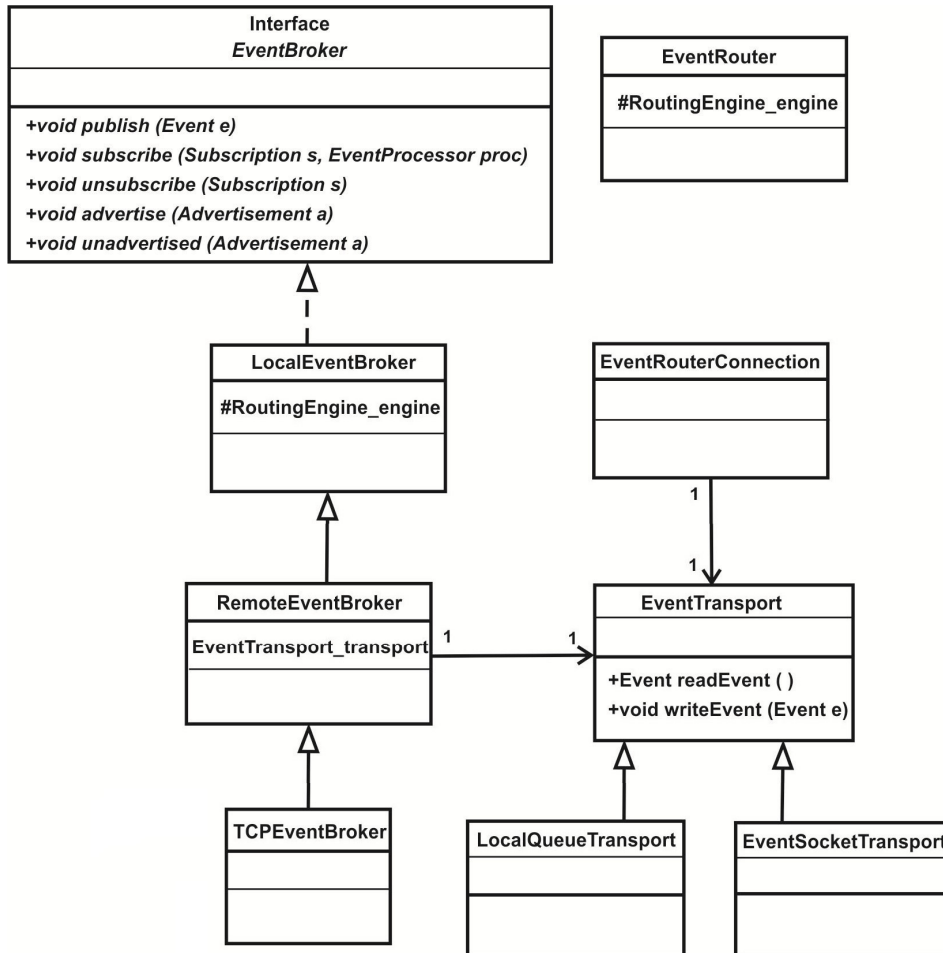 Interface
EventBroker
+void publish (Event e)
+void subscribe (Subscription s, EventProcessor proc)
+void unsubscribe (Subscription s)
+void advertise (Advertisement a)
+void unadvertised (Advertisement a)
EventRouter
#RoutingEngine_engine
LocalEventBroker
#RoutingEngine_engine
EventRouterConnection
1
1
RemoteEventBroker
EventTransport_transport
1
1
EventTransport
+Event readEvent ( )
+void writeEvent (Event e)
TCPEventBroker
LocalQueueTransport
EventSocketTransport